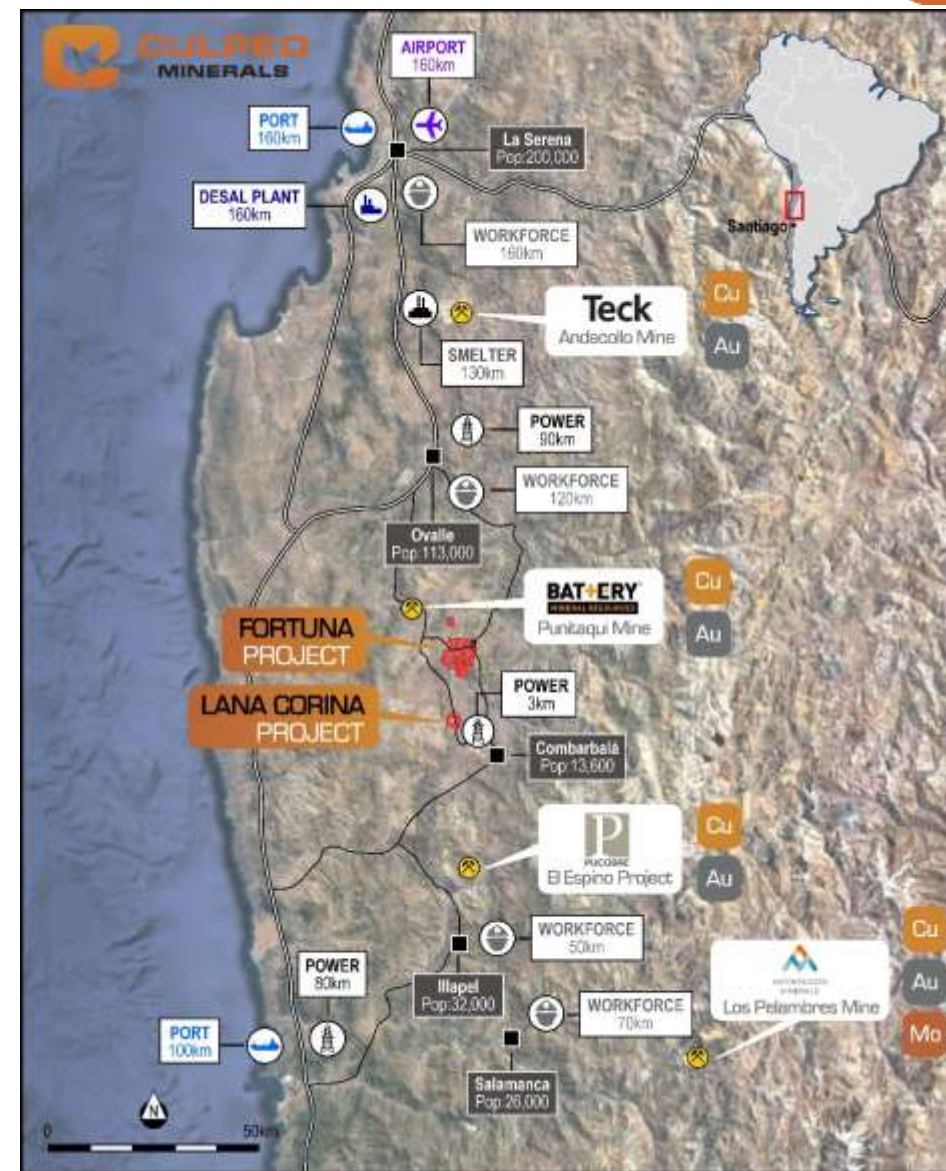 CULPEO
MINERALS
AIRPORT
160km
PORT
160km
La Serena
Pop:200,000
DESAL PLANT
160km
WORKFORCE
160km
Santiago
Teck
Andacollo Mine
Cu
Au
SMELTER
130km
POWER
90km
WORKFORCE
120km
Ovalle
Pop:113,000
BATTERY
MINERAL RESOURCES
Punitaqui Mine
Cu
Au
FORTUNA
PROJECT
POWER
3km
LANA CORINA
PROJECT
Combarbalá
Pop:13,600
PUCOBRE
El Espino Project
Cu
Au
WORKFORCE
50km
POWER
80km
Illapel
Pop:32,000
ANTOFAGASTA
MINERALS
Los Pelambres Mine
Cu
Au
Mo
WORKFORCE
70km
PORT
100km
Salamanca
Pop:26,000
N
0 50km